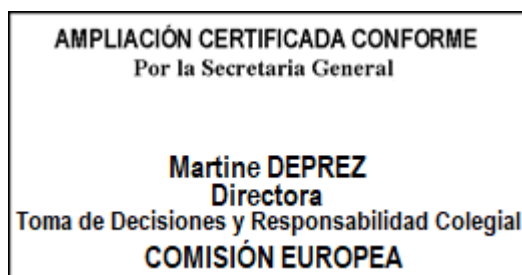 AMPLIACIÓN CERTIFICADA CONFORME
Por la Secretaria General
Martine DEPREZ
Directora
Toma de Decisiones y Responsabilidad Colegial
COMISIÓN EUROPEA